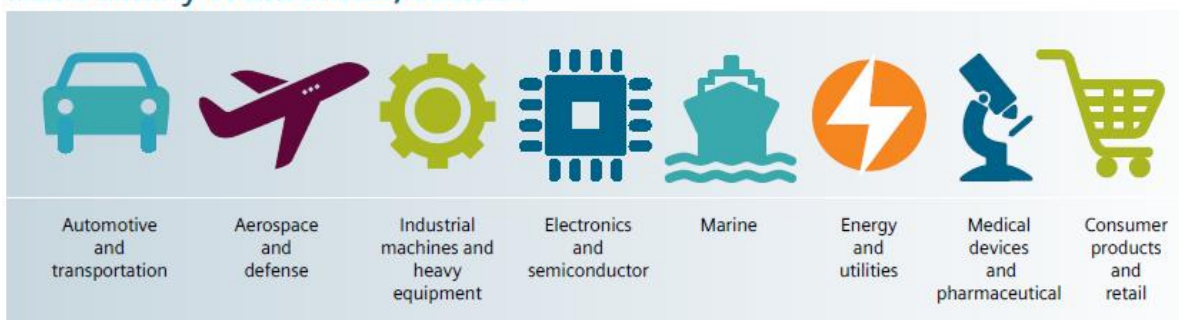 Automotive
and
transportation
Aerospace
and
defense
Industrial
machines and
heavy
equipment
Electronics
and
semiconductor
Marine
Energy
and
utilities
Medical
devices
and
pharmaceutical
Consumer
products
and
retail